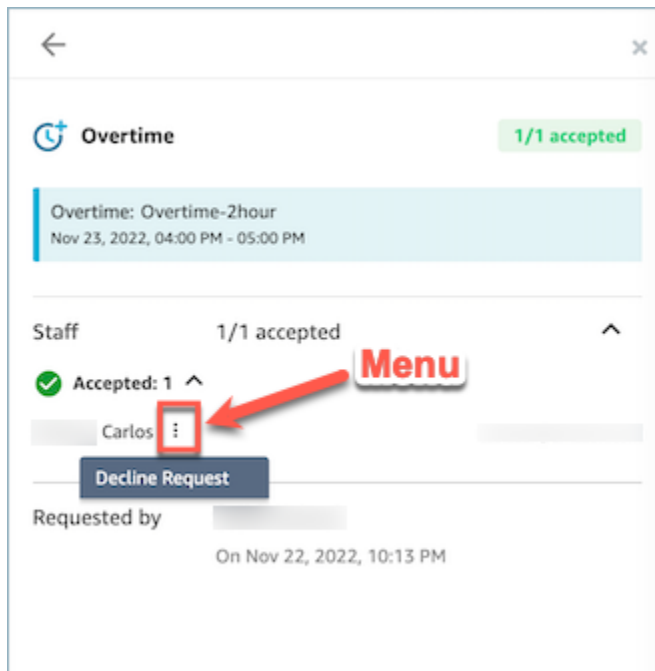 Overtime
1/1 accepted
Overtime: Overtime-2hour
Nov 23, 2022, 04:00 PM - 05:00 PM
Staff 1/1 accepted
Menu
Accepted: 1
Carlos
Decline Request
Requested by
On Nov 22, 2022, 10:13 PM